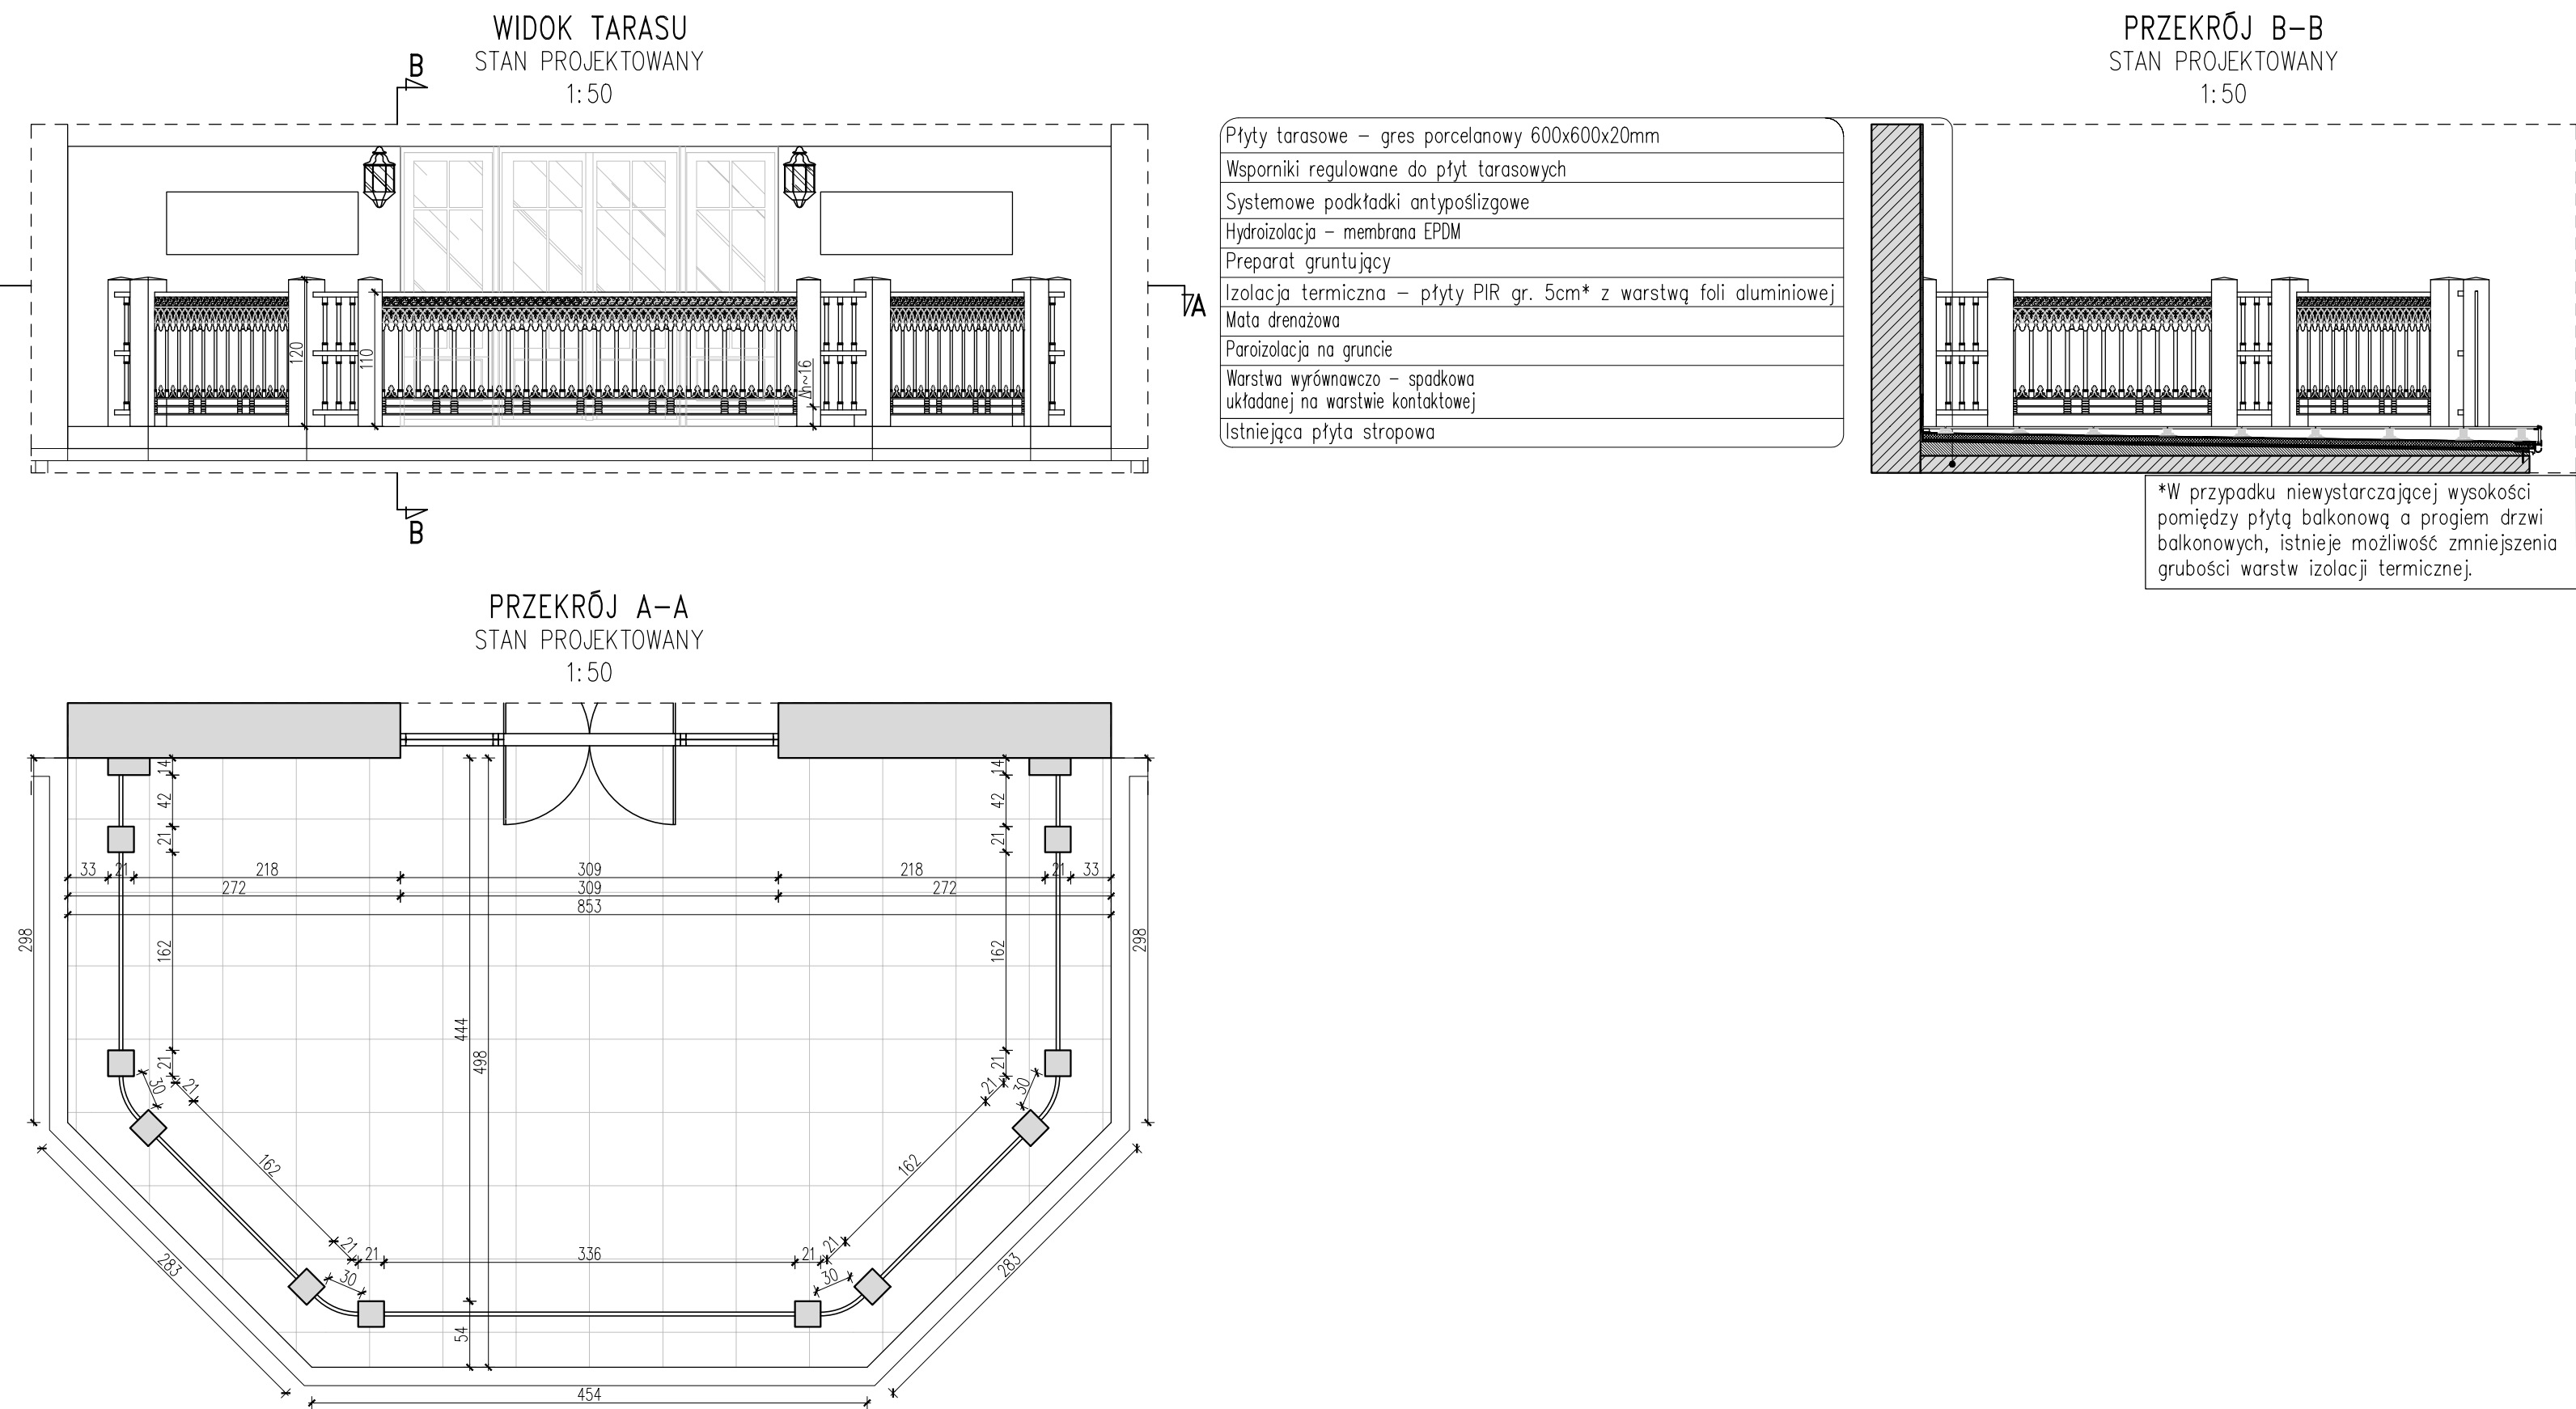 WIDOK TARASU
STAN PROJEKTOWANY
1:50
B
B
A
120
110
Δh~16
Płyty tarasowe – gres porcelanowy 600x600x20mm
Wsporniki regulowane do płyt tarasowych
Systemowe podkładki antypoślizgowe
Hydroizolacja – membrana EPDM
Preparat gruntujący
Izolacja termiczna – płyty PIR gr. 5cm* z warstwą foli aluminiowej
Mata drenażowa
Paroizolacja na gruncie
Warstwa wyrównawczo – spadkowa
układanej na warstwie kontaktowej
Istniejąca płyta stropowa
PRZEKRÓJ B–B
STAN PROJEKTOWANY
1:50
*W przypadku niewystarczającej wysokości
pomiędzy płytą balkonową a progiem drzwi
balkonowych, istnieje możliwość zmniejszenia
grubości warstw izolacji termicznej.
PRZEKRÓJ A–A
STAN PROJEKTOWANY
1:50
14
42
21
14
42
21
33 21 218 309 218 21 33
272 309 272
853
298
162
162
298
444
498
21
30
21
21
30
21
162
162
21
21
336
21
21
30
30
283
283
54
454